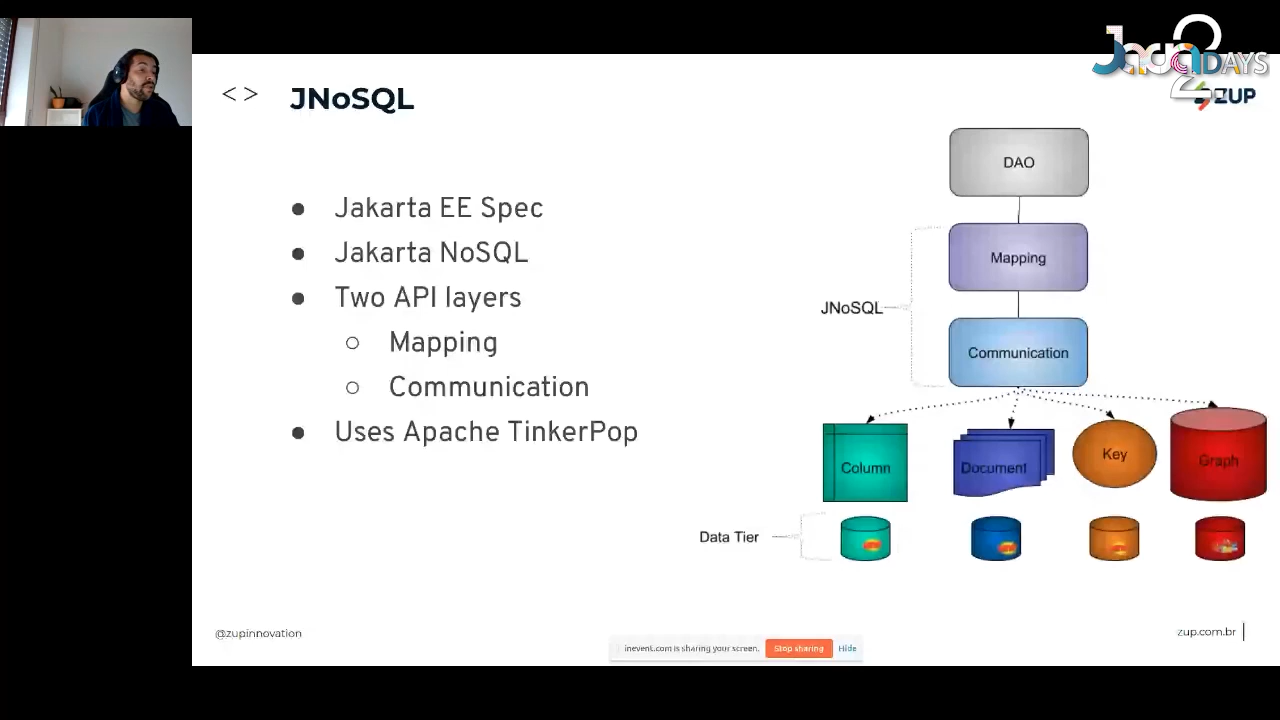 < > JNoSQL
DAYS
ZUP
● Jakarta EE Spec
● Jakarta NoSQL
● Two API layers
○ Mapping
○ Communication
● Uses Apache TinkerPop
DAO
Mapping
JNoSQL
Communication
Column
Document
Key
Graph
Data Tier
@zupinnovation
zup.com.br
inevent.com is sharing your screen.
Stop sharing
Hide